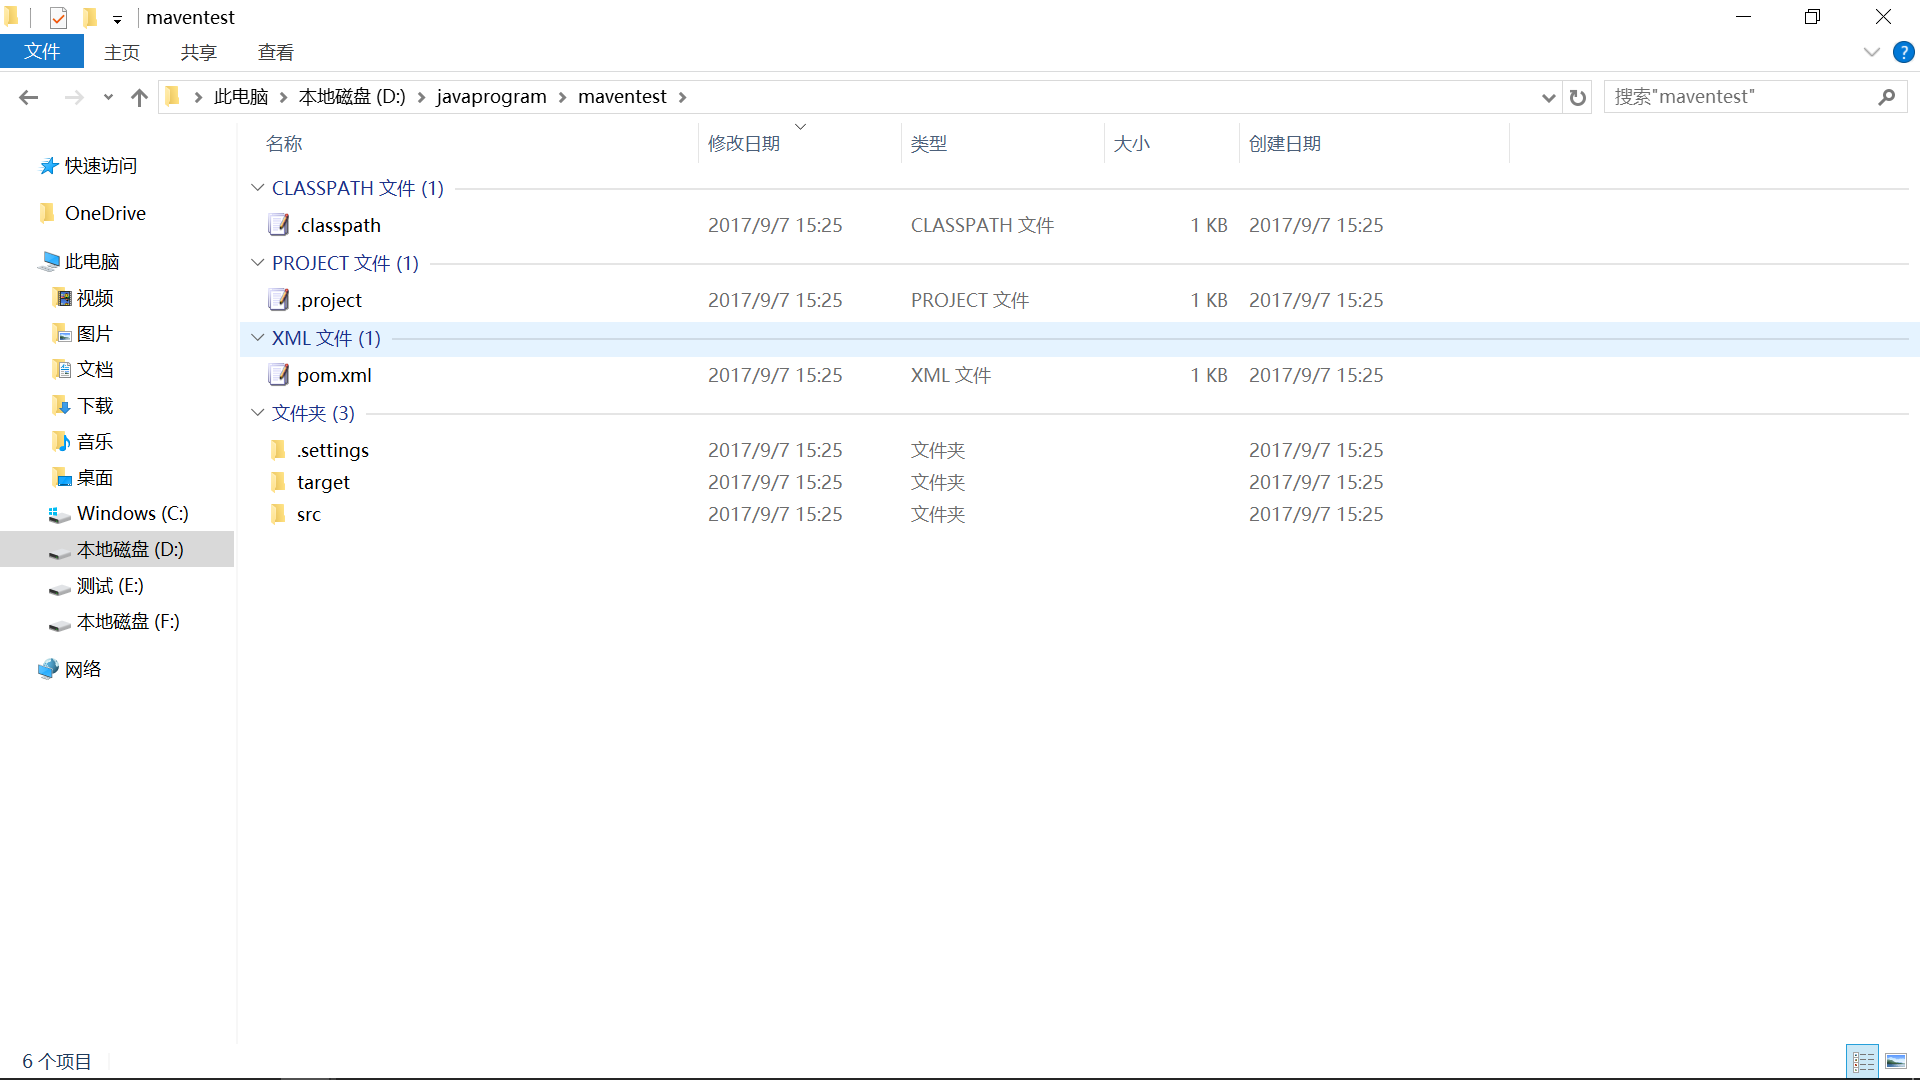 maventest
文件 主页 共享 查看
此电脑 本地磁盘 (D:) javaprogram maventest 搜索"maventest"
名称 修改日期 类型 大小 创建日期
快速访问
OneDrive
此电脑
视频
图片
文档
下载
音乐
桌面
Windows (C:)
本地磁盘 (D:)
测试 (E:)
本地磁盘 (F:)
网络
CLASSPATH 文件 (1)
.classpath 2017/9/7 15:25 CLASSPATH 文件 1 KB 2017/9/7 15:25
PROJECT 文件 (1)
.project 2017/9/7 15:25 PROJECT 文件 1 KB 2017/9/7 15:25
XML 文件 (1)
pom.xml 2017/9/7 15:25 XML 文件 1 KB 2017/9/7 15:25
文件夹 (3)
.settings 2017/9/7 15:25 文件夹 2017/9/7 15:25
target 2017/9/7 15:25 文件夹 2017/9/7 15:25
src 2017/9/7 15:25 文件夹 2017/9/7 15:25
6 个项目